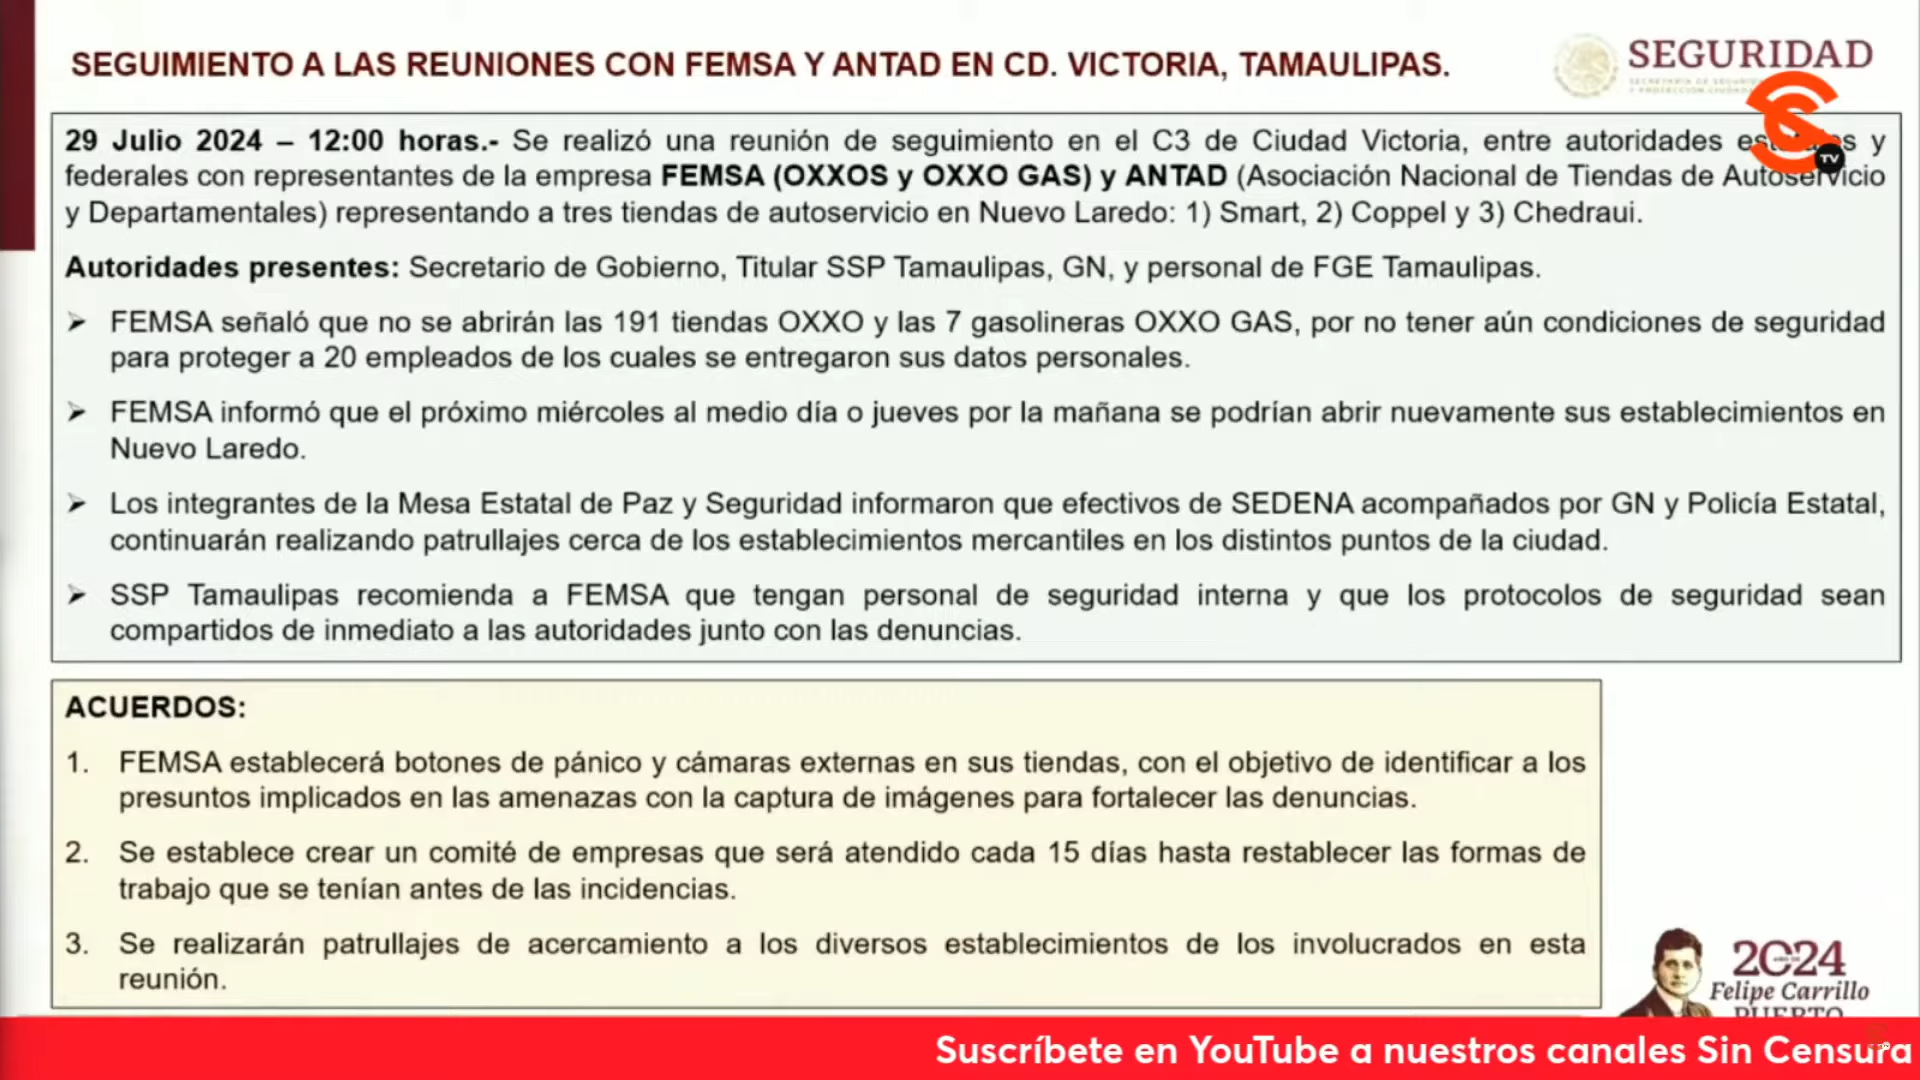 SEGUIMIENTO A LAS REUNIONES CON FEMSA Y ANTAD EN CD. VICTORIA, TAMAULIPAS.
SEGURIDAD
29 Julio 2024 – 12:00 horas.- Se realizó una reunión de seguimiento en el C3 de Ciudad Victoria, entre autoridades y
TV
federales con representantes de la empresa FEMSA (OXXOS y OXXO GAS) y ANTAD (Asociación Nacional de Tiendas de Autoservicio
y Departamentales) representando a tres tiendas de autoservicio en Nuevo Laredo: 1) Smart, 2) Coppel y 3) Chedraui.
Autoridades presentes: Secretario de Gobierno, Titular SSP Tamaulipas, GN, y personal de FGE Tamaulipas.
➢ FEMSA señaló que no se abrirán las 191 tiendas OXXO y las 7 gasolineras OXXO GAS, por no tener aún condiciones de seguridad
para proteger a 20 empleados de los cuales se entregaron sus datos personales.
➢ FEMSA informó que el próximo miércoles al medio día o jueves por la mañana se podrían abrir nuevamente sus establecimientos en
Nuevo Laredo.
➢ Los integrantes de la Mesa Estatal de Paz y Seguridad informaron que efectivos de SEDENA acompañados por GN y Policía Estatal,
continuarán realizando patrullajes cerca de los establecimientos mercantiles en los distintos puntos de la ciudad.
➢ SSP Tamaulipas recomienda a FEMSA que tengan personal de seguridad interna y que los protocolos de seguridad sean
compartidos de inmediato a las autoridades junto con las denuncias.
ACUERDOS:
1. FEMSA establecerá botones de pánico y cámaras externas en sus tiendas, con el objetivo de identificar a los
presuntos implicados en las amenazas con la captura de imágenes para fortalecer las denuncias.
2. Se establece crear un comité de empresas que será atendido cada 15 días hasta restablecer las formas de
trabajo que se tenían antes de las incidencias.
3. Se realizarán patrullajes de acercamiento a los diversos establecimientos de los involucrados en esta
reunión.
2024
Felipe Carrillo
PUERTO
Suscríbete en YouTube a nuestros canales Sin Censura